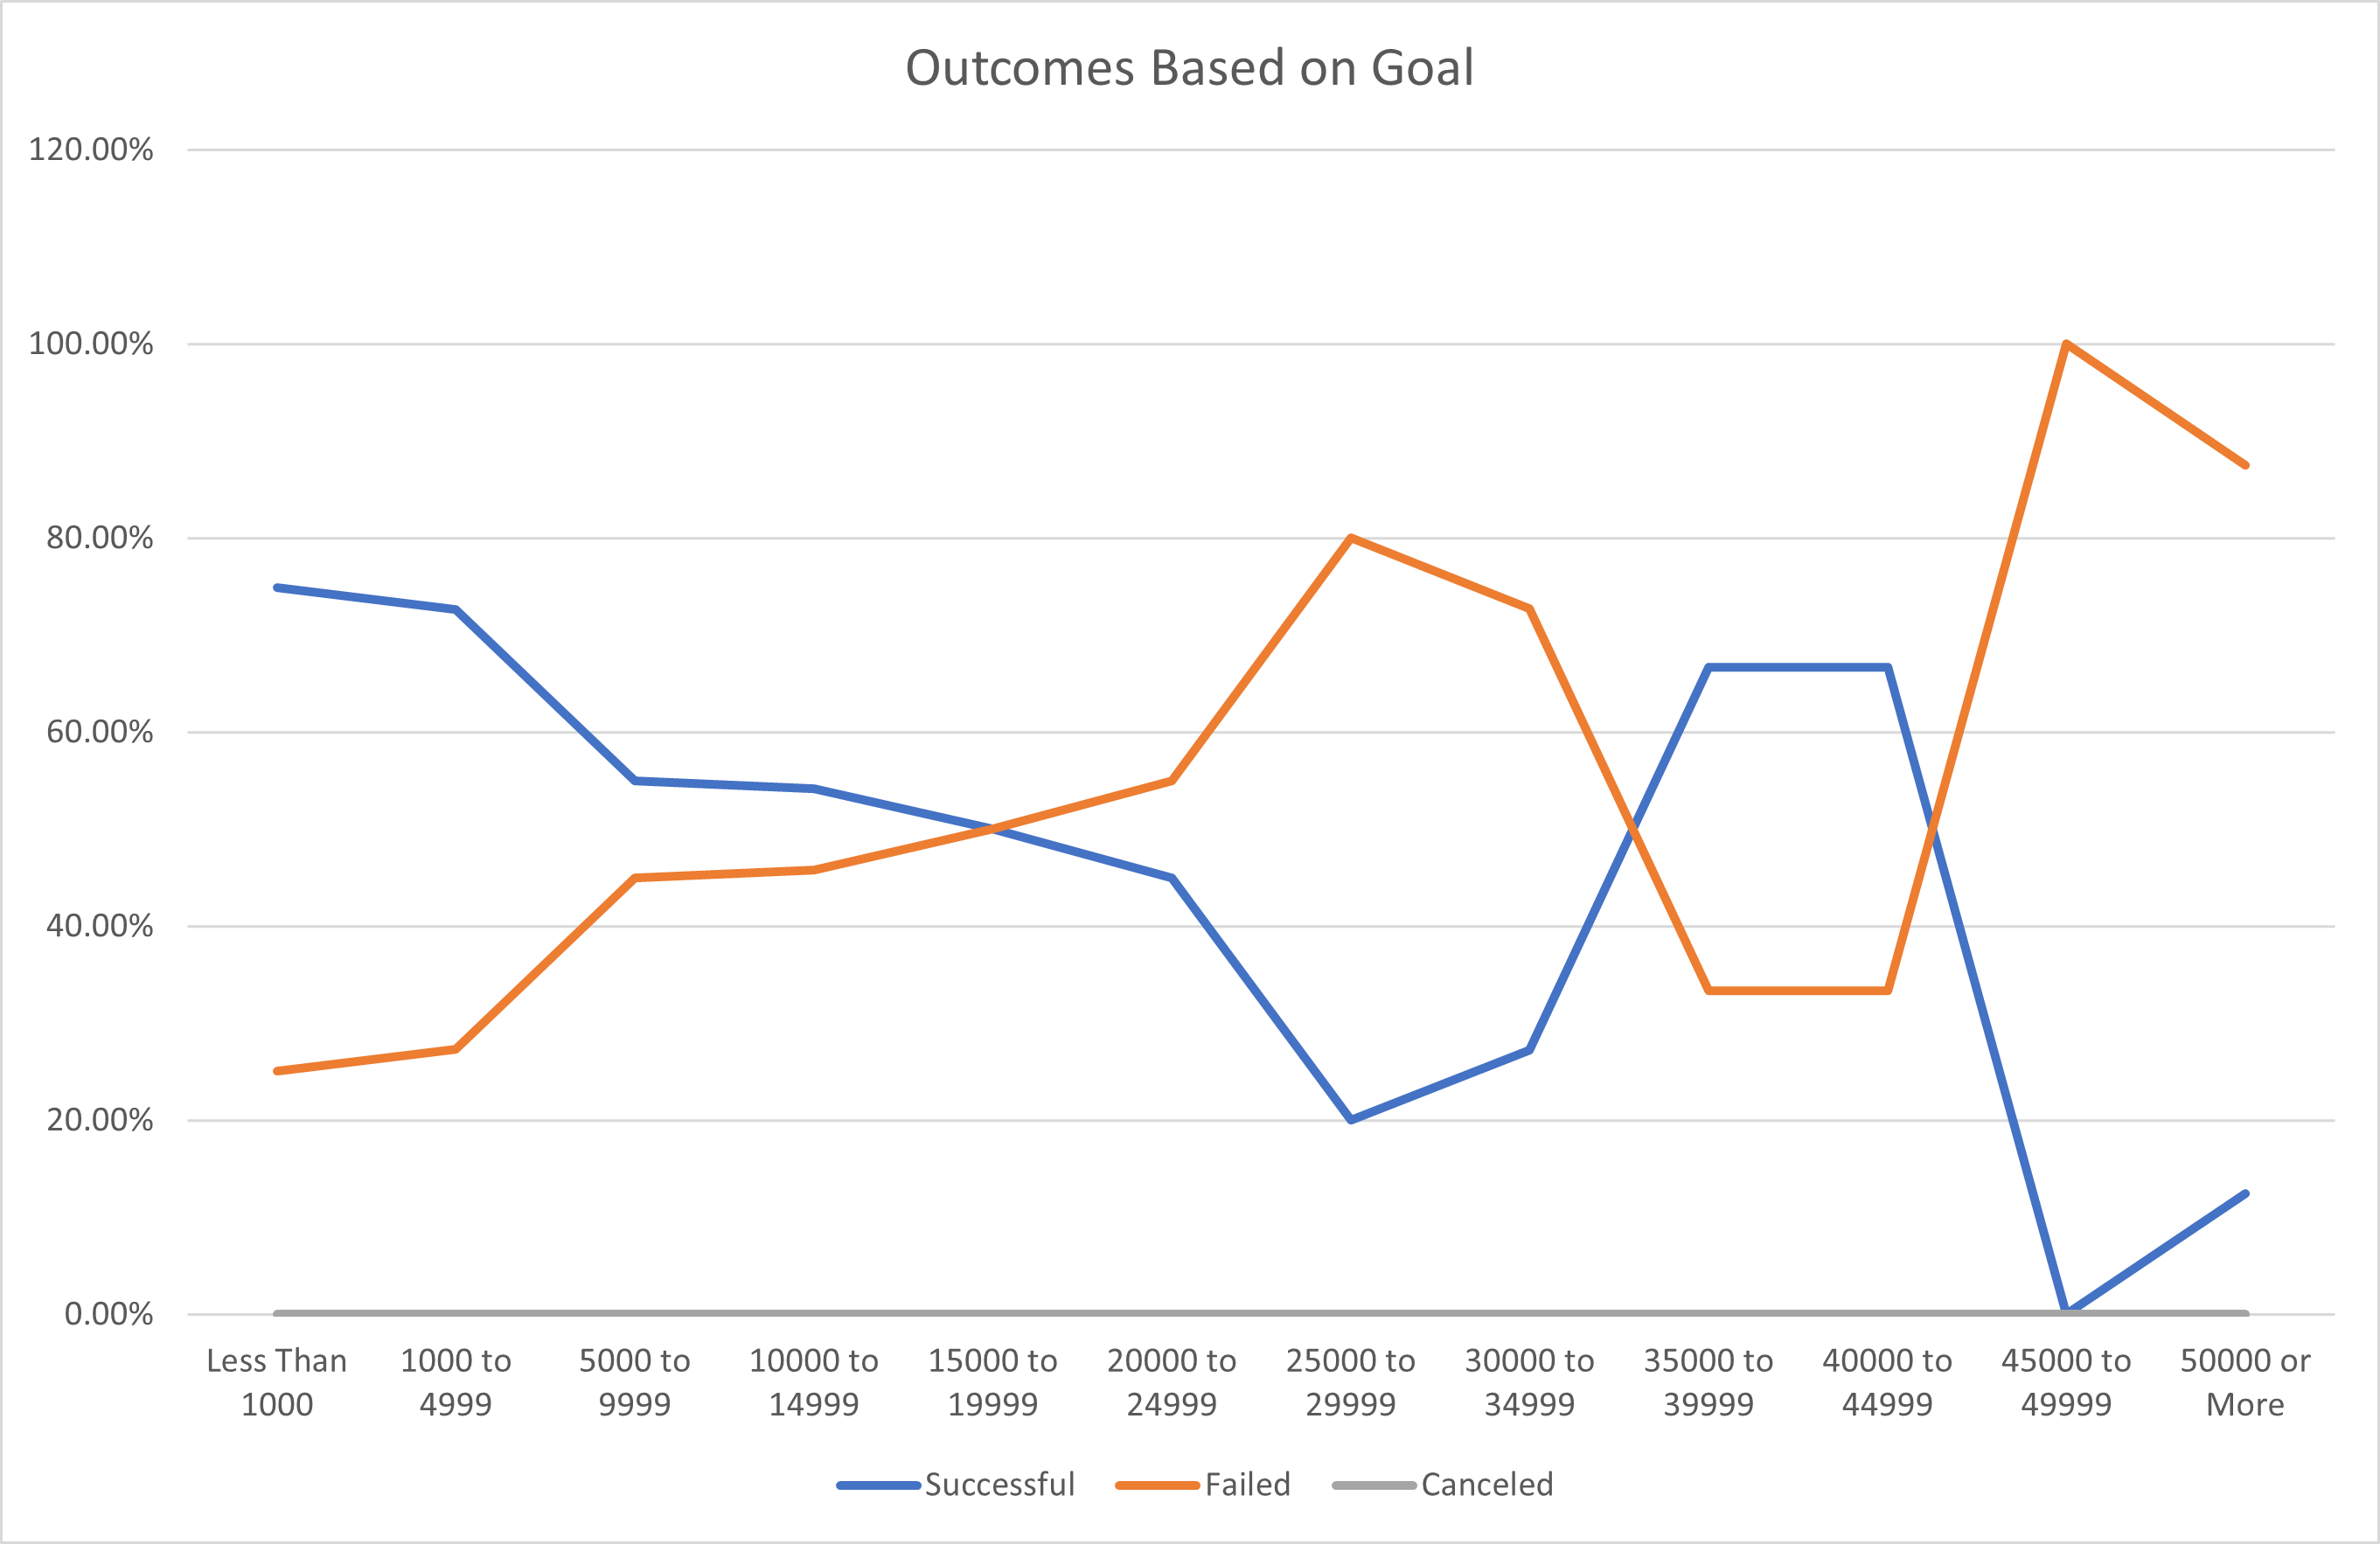 Outcomes Based on Goal
120.00%
100.00%
80.00%
60.00%
40.00%
20.00%
0.00%
Less Than 1000
1000 to 4999
5000 to 9999
10000 to 14999
15000 to 19999
20000 to 24999
25000 to 29999
30000 to 34999
35000 to 39999
40000 to 44999
45000 to 49999
50000 or More
Successful
Failed
Canceled